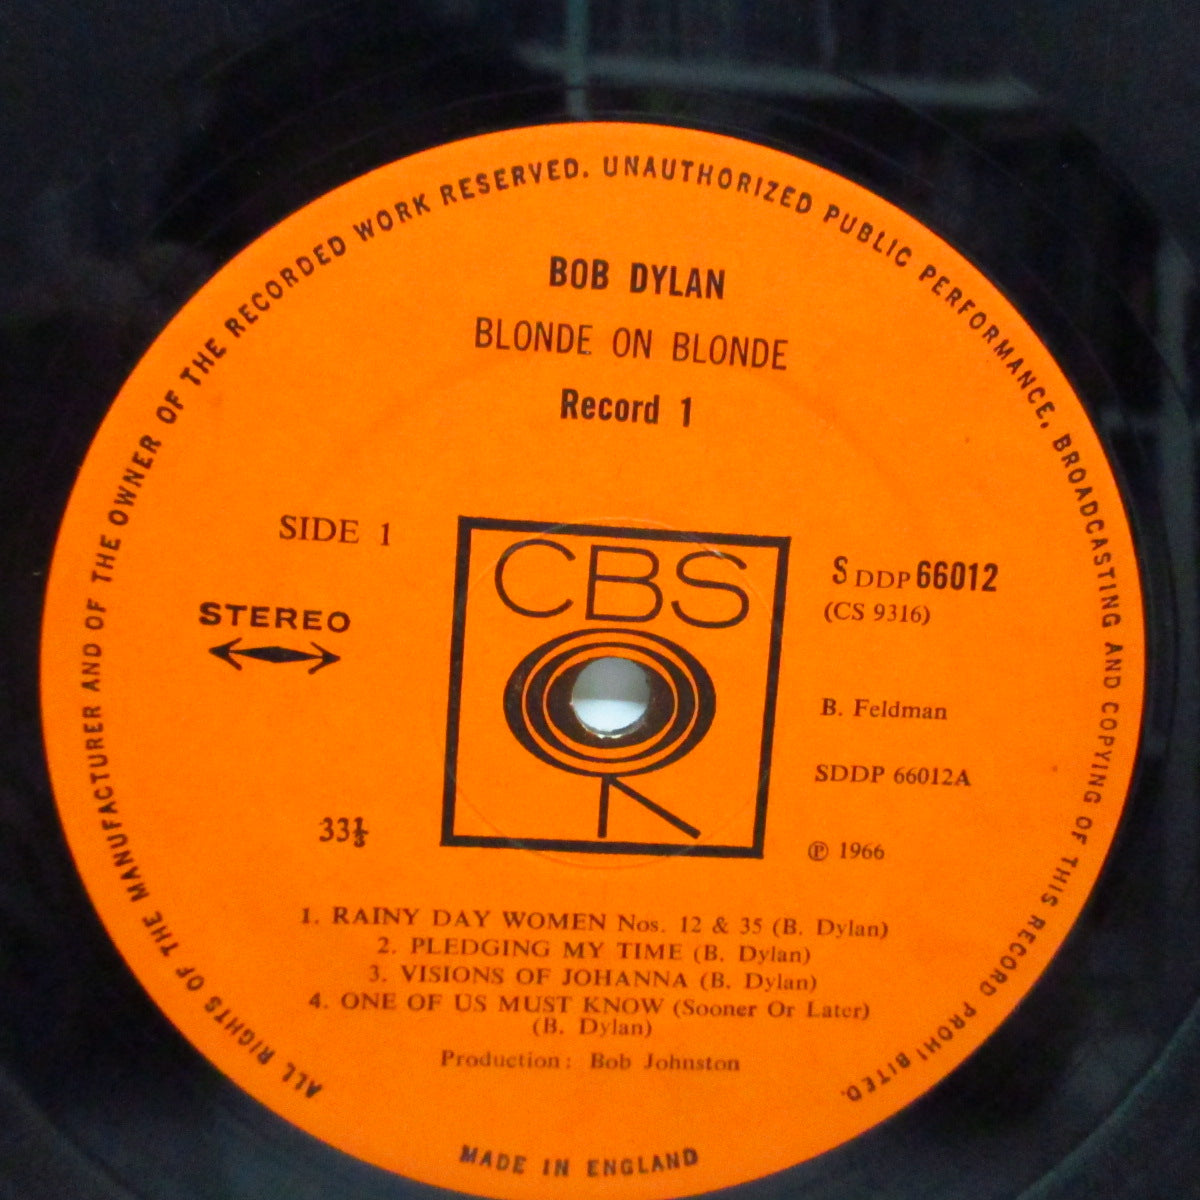 ALL RIGHTS OF THE MANUFACTURER AND OF THE OWNER OF THE RECORDED WORK RESERVED. UNAUTHORIZED PUBLIC PERFORMANCE, BROADCASTING AND COPYING OF THIS RECORD PROHIBITED.
BOB DYLAN
BLONDE ON BLONDE
Record 1
SIDE 1
STEREO
33⅓
CBS
S DDP 66012
(CS 9316)
B. Feldman
SDDP 66012A
℗ 1966
1. RAINY DAY WOMEN Nos. 12 & 35 (B. Dylan)
2. PLEDGING MY TIME (B. Dylan)
3. VISIONS OF JOHANNA (B. Dylan)
4. ONE OF US MUST KNOW (Sooner Or Later)
(B. Dylan)
Production: Bob Johnston
MADE IN ENGLAND